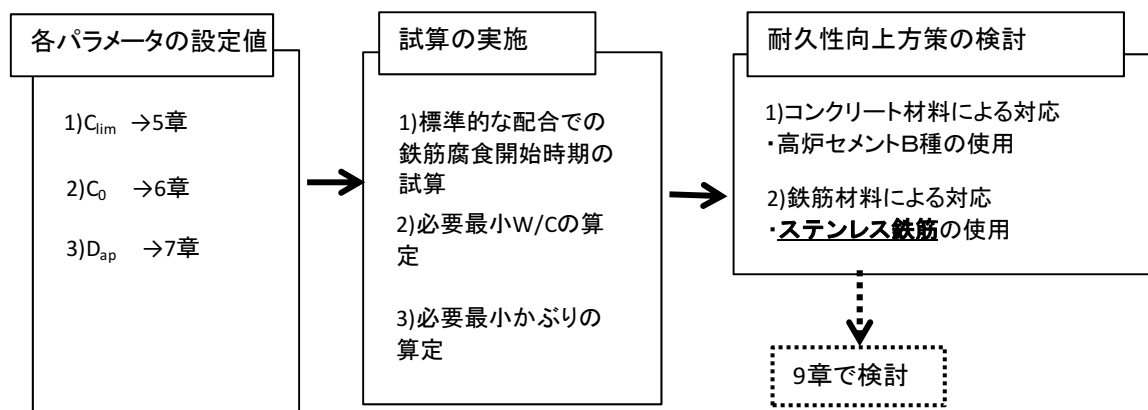 各パラメータの設定値
1)Clim →5章
2)C0 →6章
3)Dap →7章
試算の実施
1)標準的な配合での
鉄筋腐食開始時期の
試算
2)必要最小W/Cの算
定
3)必要最小かぶりの
算定
耐久性向上方策の検討
1)コンクリート材料による対応
・高炉セメントB種の使用
2)鉄筋材料による対応
・ステンレス鉄筋の使用
9章で検討